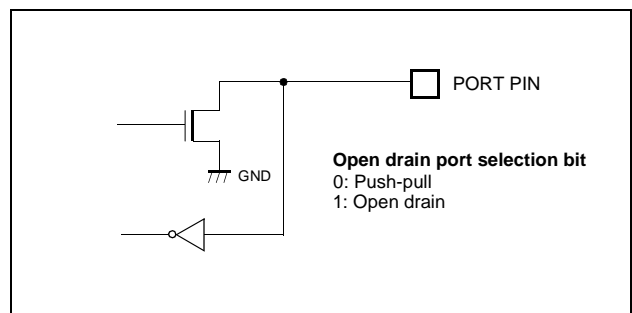 PORT PIN
GND
Open drain port selection bit
0: Push-pull
1: Open drain